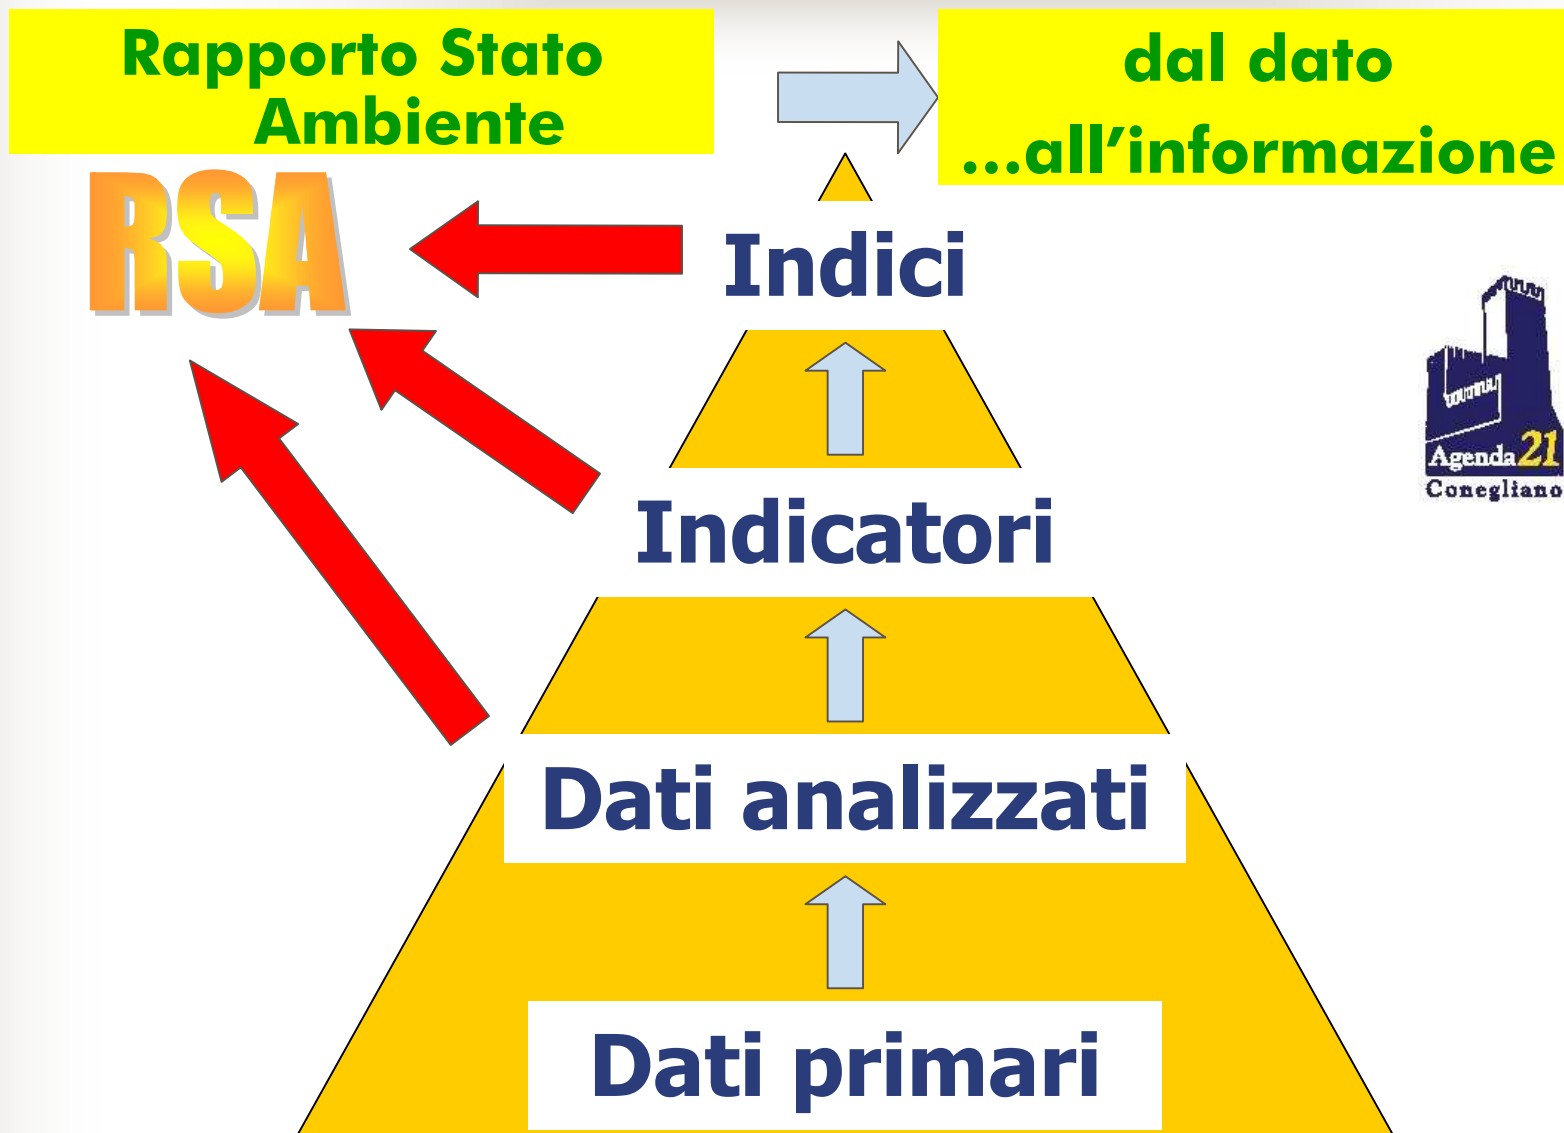 Rapporto Stato
Ambiente
dal dato
...all’informazione
RSA
Indici
Indicatori
Dati analizzati
Dati primari
Agenda 21
Conegliano